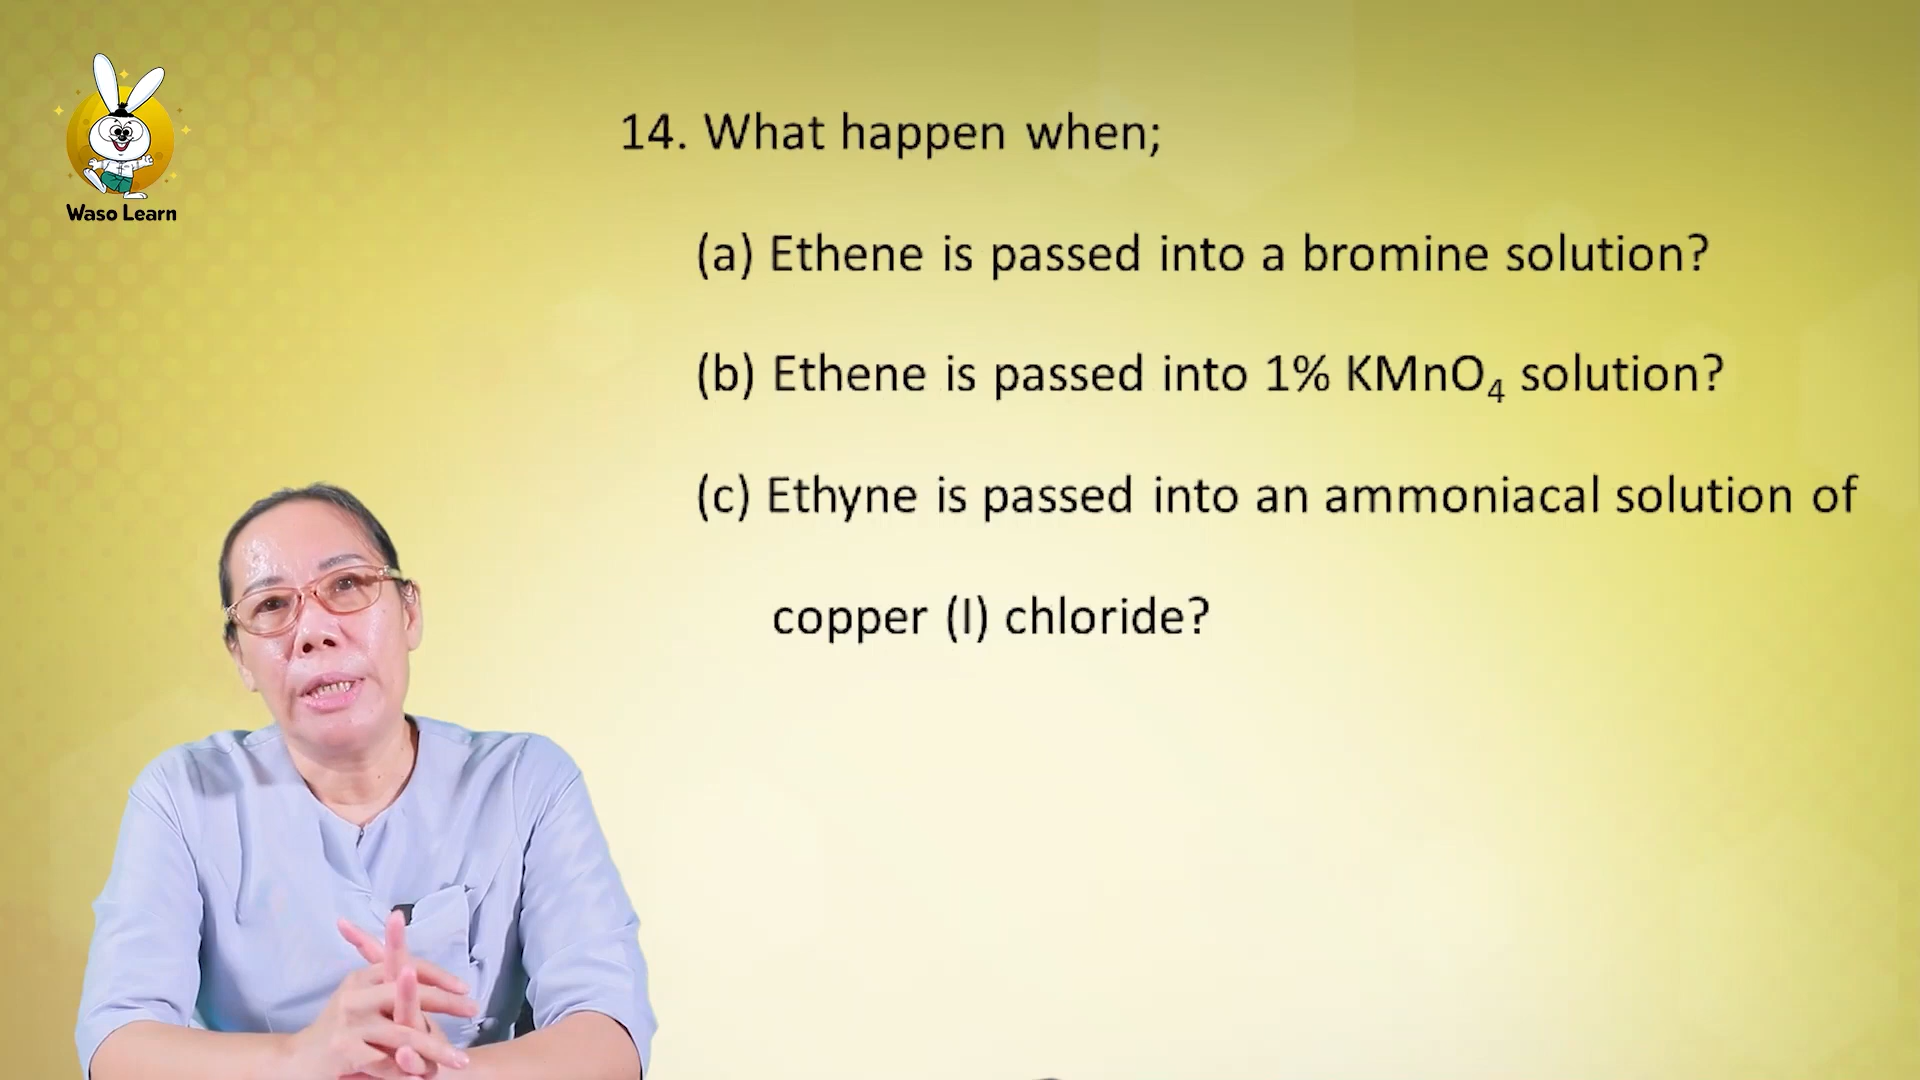 Waso Learn
14. What happen when;
(a) Ethene is passed into a bromine solution?
(b) Ethene is passed into 1% KMnO₄ solution?
(c) Ethyne is passed into an ammoniacal solution of
copper (I) chloride?